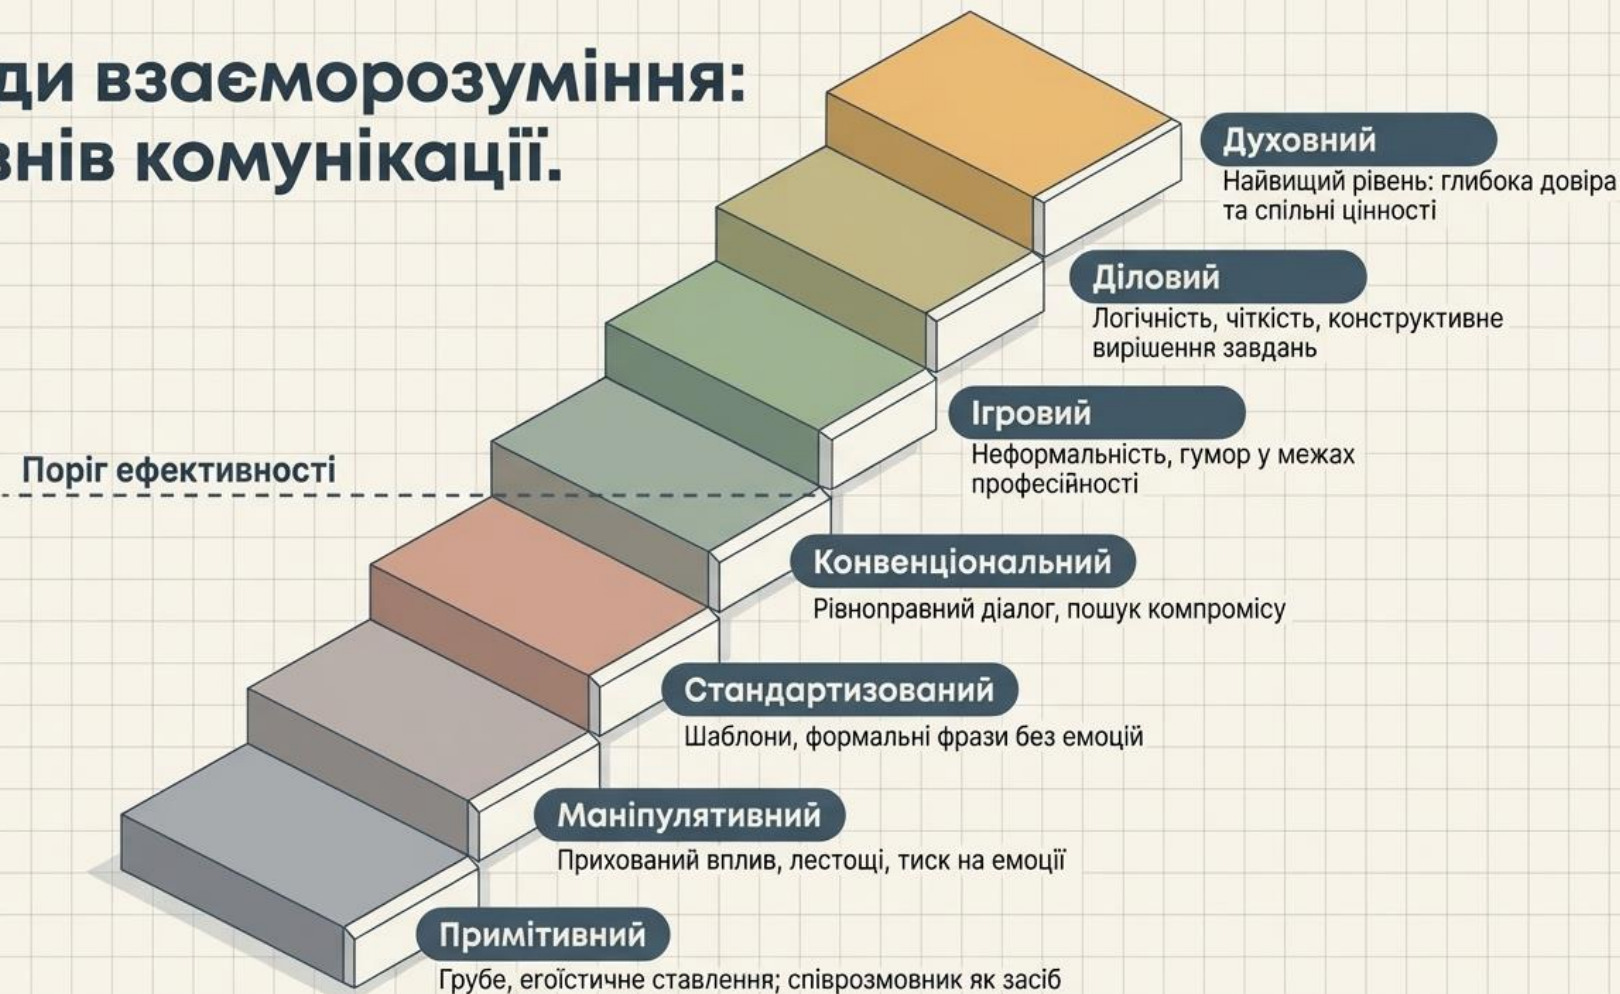 ди взаєморозуміння:
внів комунікації.
Духовний
Найвищий рівень: глибока довіра
та спільні цінності
Діловий
Логічність, чіткість, конструктивне
вирішення завдань
Ігровий
Неформальність, гумор у межах
професійності
Поріг ефективності
Конвенціональний
Рівноправний діалог, пошук компромісу
Стандартизований
Шаблони, формальні фрази без емоцій
Маніпулятивний
Прихований вплив, лестощі, тиск на емоції
Примітивний
Грубе, егоїстичне ставлення; співрозмовник як засіб